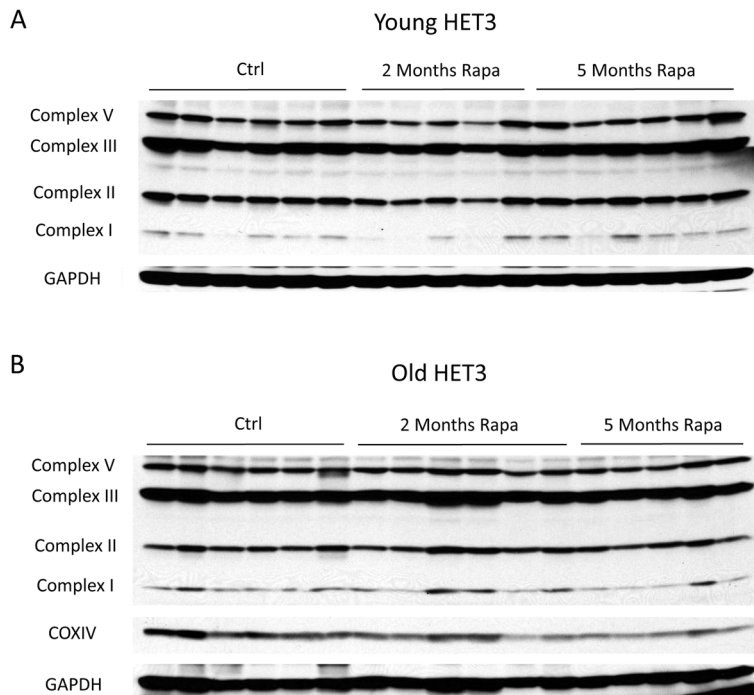 A
Young HET3
Ctrl 2 Months Rapa 5 Months Rapa
Complex V
Complex III
Complex II
Complex I
GAPDH
B
Old HET3
Ctrl 2 Months Rapa 5 Months Rapa
Complex V
Complex III
Complex II
Complex I
COXIV
GAPDH